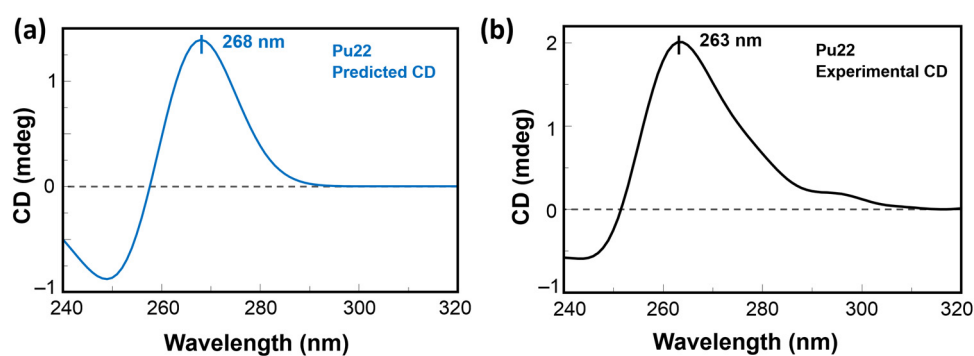 (a)
268 nm
Pu22
Predicted CD
CD (mdeg)
1
0
−1
240
260
280
300
320
Wavelength (nm)
(b)
263 nm
Pu22
Experimental CD
CD (mdeg)
2
1
0
−1
240
260
280
300
320
Wavelength (nm)